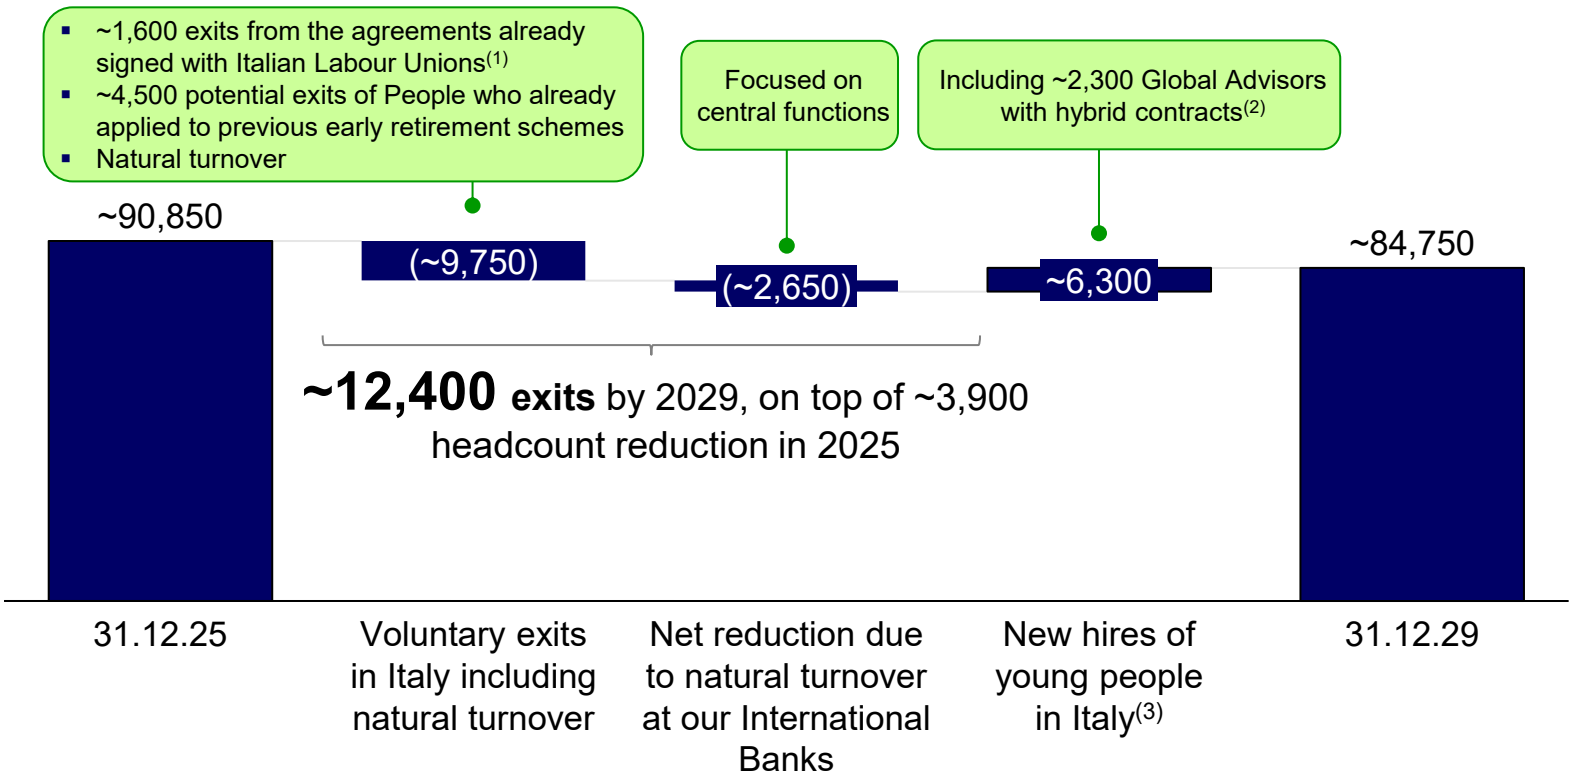 ▪ ~1,600 exits from the agreements already
signed with Italian Labour Unions(1)
▪ ~4,500 potential exits of People who already
applied to previous early retirement schemes
▪ Natural turnover
Focused on
central functions
Including ~2,300 Global Advisors
with hybrid contracts(2)
~90,850
(~9,750)
(~2,650)
~6,300
~84,750
~12,400 exits by 2029, on top of ~3,900
headcount reduction in 2025
31.12.25
Voluntary exits
in Italy including
natural turnover
Net reduction due
to natural turnover
at our International
Banks
New hires of
young people
in Italy(3)
31.12.29